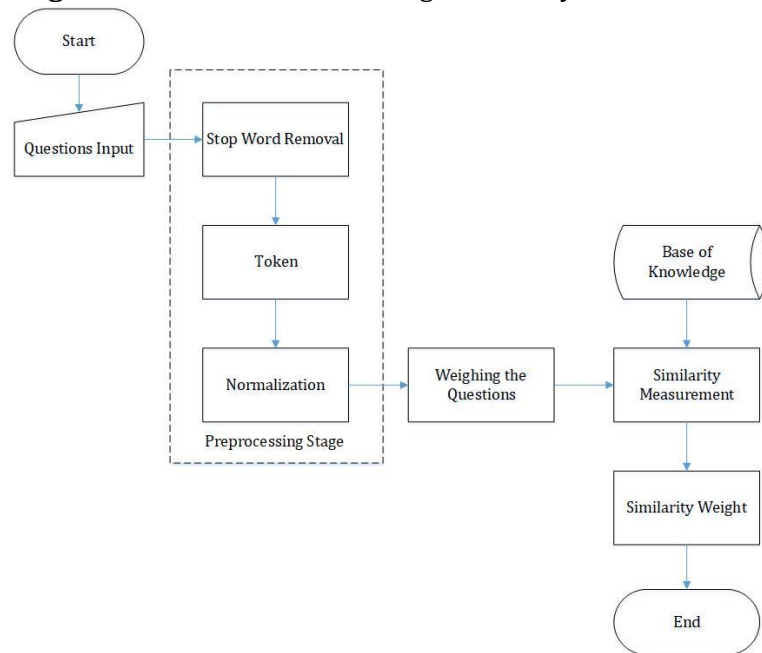 Start
Questions Input
Stop Word Removal
Token
Normalization
Preprocessing Stage
Weighing the
Questions
Base of
Knowledge
Similarity
Measurement
Similarity Weight
End